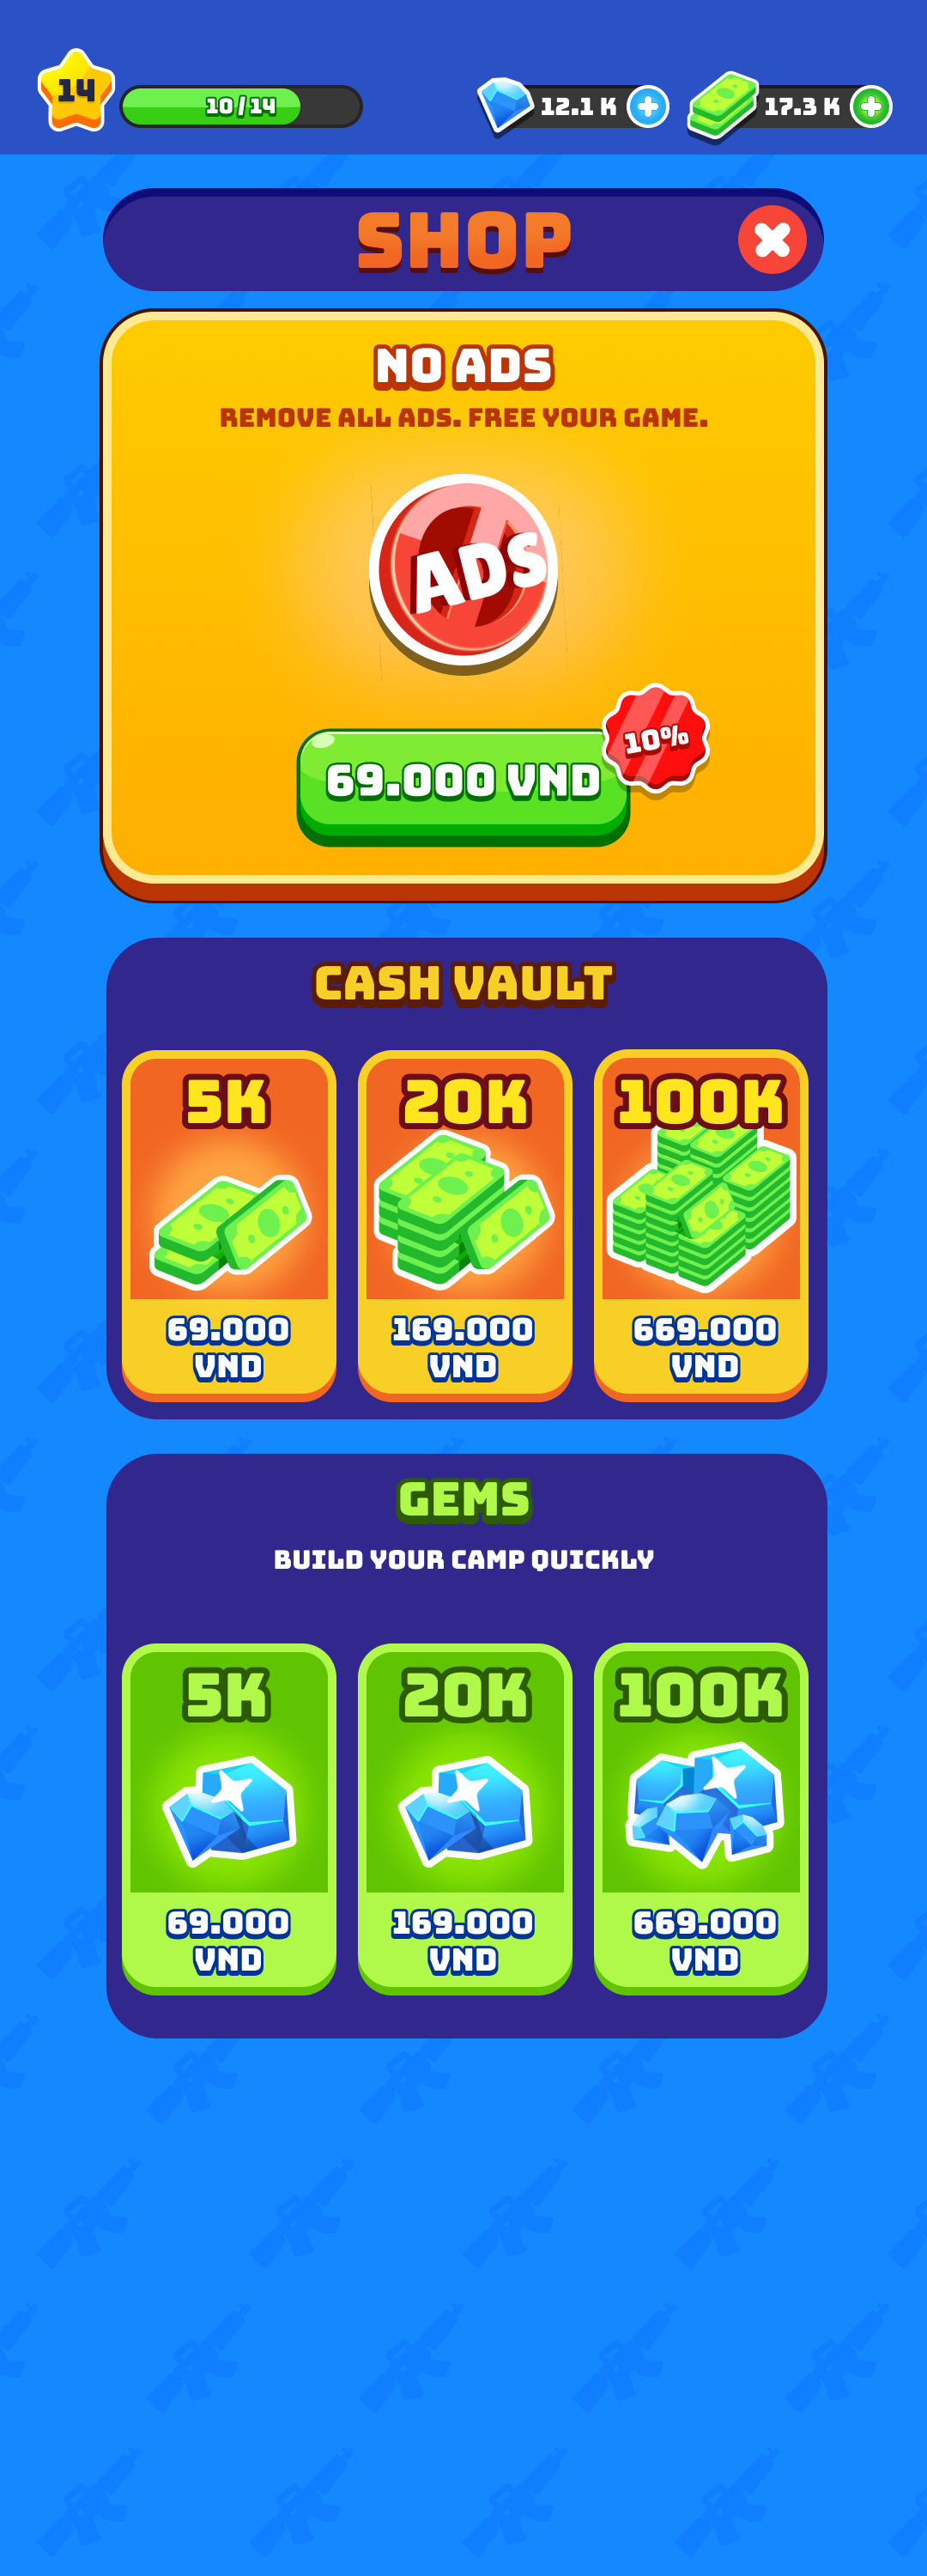 14
10/14
12.1 K
17.3 K
SHOP
NO ADS
REMOVE ALL ADS. FREE YOUR GAME.
ADS
10%
69.000 VND
CASH VAULT
5K
20K
100K
69.000
VND
169.000
VND
669.000
VND
GEMS
BUILD YOUR CAMP QUICKLY
5K
20K
100K
69.000
VND
169.000
VND
669.000
VND